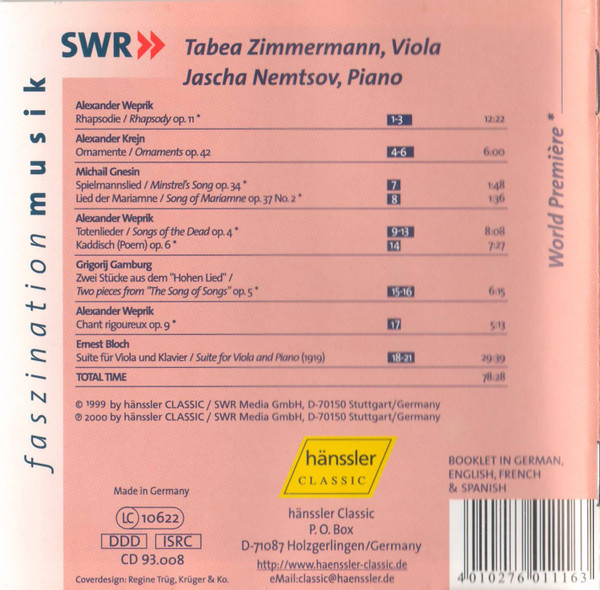 faszination musik
SWR
Tabea Zimmermann, Viola
Jascha Nemtsov, Piano
World Première *
Alexander Weprik
Rhapsodie / Rhapsody op. 11 * 1-3 12:22
Alexander Krejn
Ornamente / Ornaments op. 42 4-6 6:00
Michail Gnesin
Spielmannslied / Minstrel's Song op. 34 * 7 1:48
Lied der Mariamne / Song of Mariamne op. 37 No. 2 * 8 1:36
Alexander Weprik
Totenlieder / Songs of the Dead op. 4 * 9-13 8:08
Kaddisch (Poem) op. 6 * 14 7:27
Grigorij Gamburg
Zwei Stücke aus dem "Hohen Lied" /
Two pieces from "The Song of Songs" op. 5 * 15-16 6:15
Alexander Weprik
Chant rigoureux op. 9 * 17 5:13
Ernest Bloch
Suite für Viola und Klavier / Suite for Viola and Piano (1919) 18-21 29:39
TOTAL TIME 78:28
© 1999 by hänssler CLASSIC / SWR Media GmbH, D-70150 Stuttgart/Germany
℗ 2000 by hänssler CLASSIC / SWR Media GmbH, D-70150 Stuttgart/Germany
hänssler
CLASSIC
BOOKLET IN GERMAN,
ENGLISH, FRENCH
& SPANISH
Made in Germany
LC 10622
DDD ISRC
CD 93.008
Coverdesign: Regine Trüg, Krüger & Ko.
hänssler Classic
P. O. Box
D-71087 Holzgerlingen/Germany
http://www.haenssler-classic.de
eMail:classic@haenssler.de
4 010276 011163